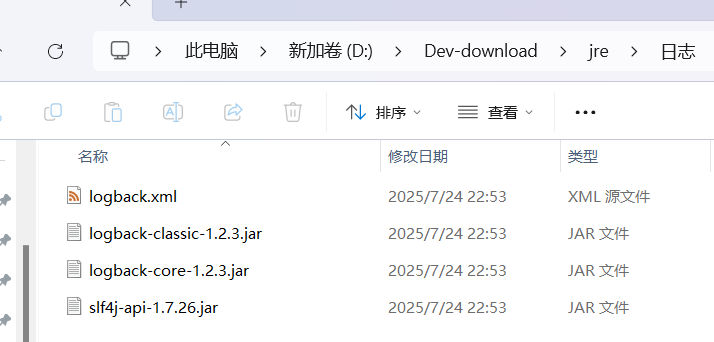 此电脑 > 新加卷 (D:) > Dev-download > jre > 日志
排序 查看
名称 修改日期 类型
logback.xml 2025/7/24 22:53 XML 源文件
logback-classic-1.2.3.jar 2025/7/24 22:53 JAR 文件
logback-core-1.2.3.jar 2025/7/24 22:53 JAR 文件
slf4j-api-1.7.26.jar 2025/7/24 22:53 JAR 文件